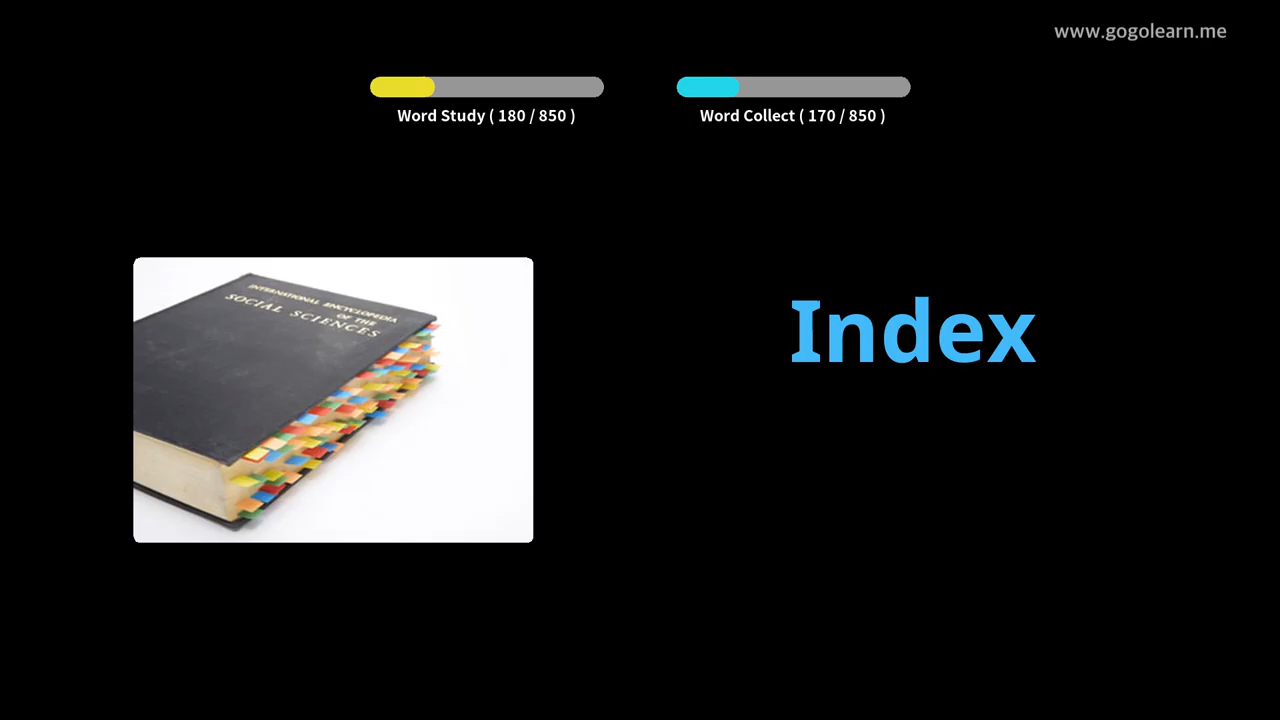 www.gogolearn.me
Word Study ( 180 / 850 )
Word Collect ( 170 / 850 )
INTERNATIONAL ENCYCLOPEDIA
OF THE
SOCIAL SCIENCES
Index